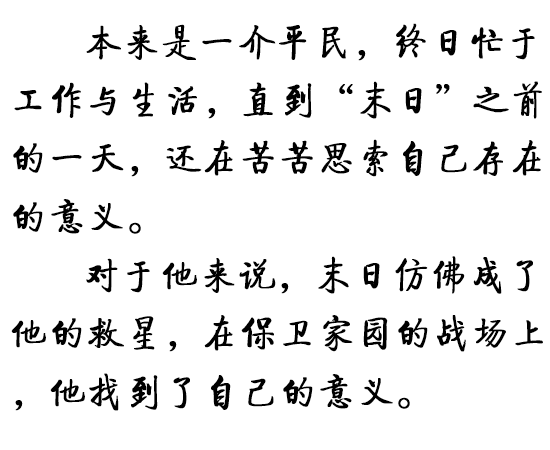 本来是一介平民，终日忙于
工作与生活，直到“末日”之前
的一天，还在苦苦思索自己存在
的意义。
对于他来说，末日仿佛成了
他的救星，在保卫家园的战场上
，他找到了自己的意义。